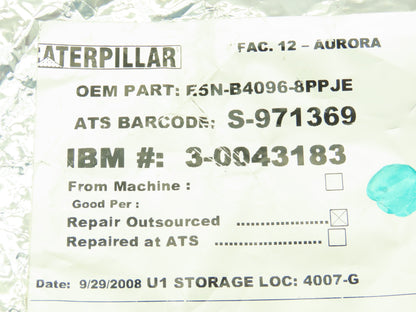 CATERPILLAR
FAC. 12 – AURORA
OEM PART: E5N-B4096-8PPJE
ATS BARCODE: S-971369
IBM #: 3-0043183
From Machine :
Good Per :
Repair Outsourced
Repaired at ATS
Date: 9/29/2008 U1 STORAGE LOC: 4007-G